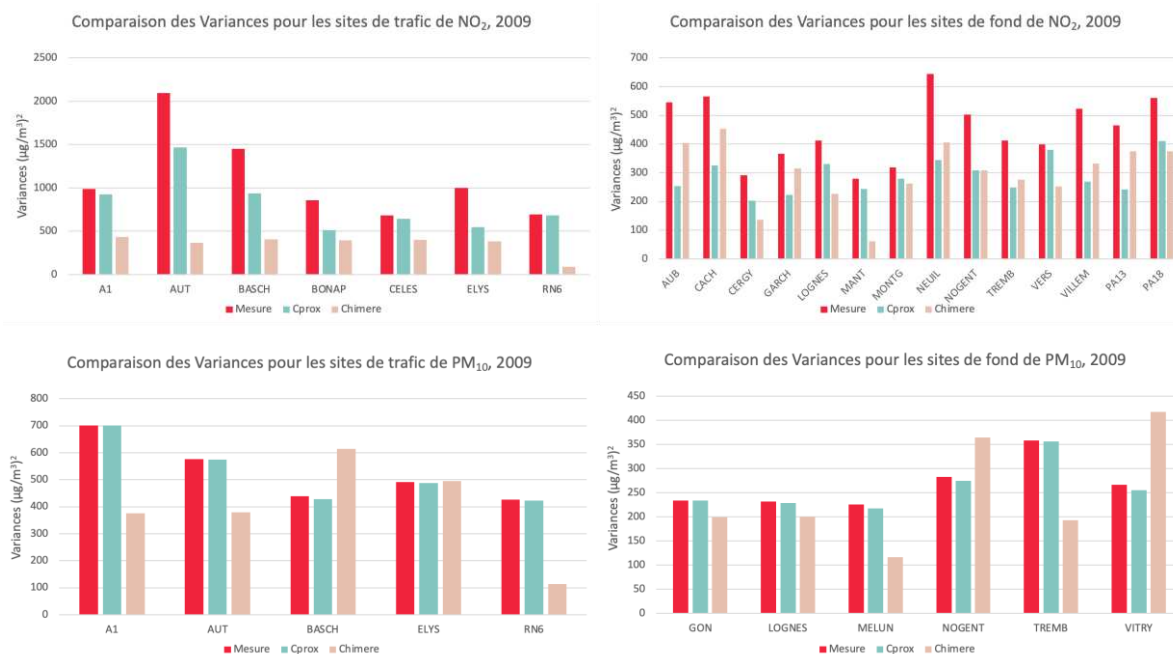 Comparaison des Variances pour les sites de trafic de NO₂, 2009
Variances (µg/m³)²
2500
2000
1500
1000
500
0
A1 AUT BASCH BONAP CELES ELYS RN6
Mesure Cprox Chimere
Comparaison des Variances pour les sites de fond de NO₂, 2009
Variances (µg/m³)²
700
600
500
400
300
200
100
0
AUB CACH CERGY GARCH LOGNES MANT MONTG NEUIL NOGENT TREMB VERS VILLEM PA13 PA18
Mesure Cprox Chimere
Comparaison des Variances pour les sites de trafic de PM₁₀, 2009
Variances (µg/m³)²
800
700
600
500
400
300
200
100
0
A1 AUT BASCH ELYS RN6
Mesure Cprox Chimere
Comparaison des Variances pour les sites de fond de PM₁₀, 2009
Variances (µg/m³)²
450
400
350
300
250
200
150
100
50
0
GON LOGNES MELUN NOGENT TREMB VITRY
Mesure Cprox Chimere